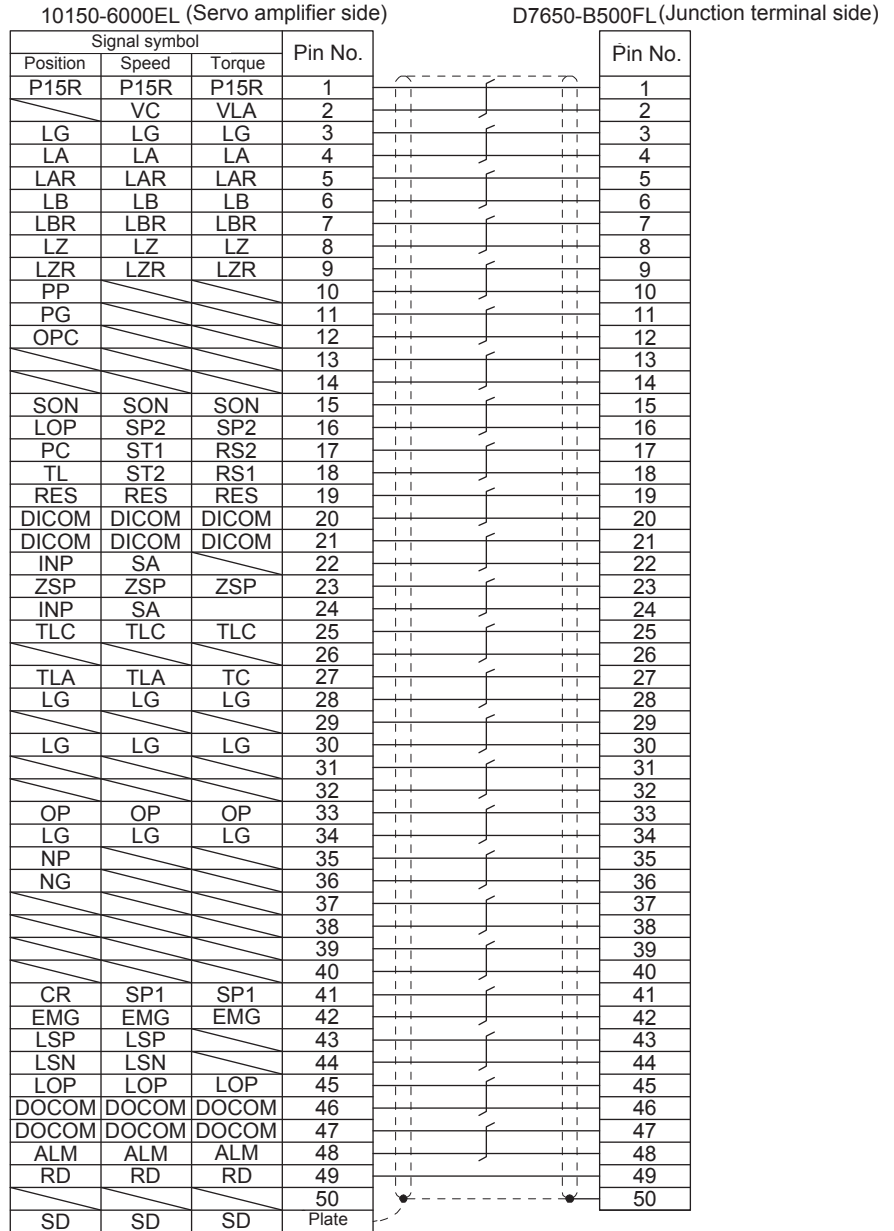 10150-6000EL (Servo amplifier side) D7650-B500FL(Junction terminal side)
Signal symbol Pin No. Pin No.
Position Speed Torque
P15R P15R P15R 1 1
VC VLA 2 2
LG LG LG 3 3
LA LA LA 4 4
LAR LAR LAR 5 5
LB LB LB 6 6
LBR LBR LBR 7 7
LZ LZ LZ 8 8
LZR LZR LZR 9 9
PP 10 10
PG 11 11
OPC 12 12
13 13
14 14
SON SON SON 15 15
LOP SP2 SP2 16 16
PC ST1 RS2 17 17
TL ST2 RS1 18 18
RES RES RES 19 19
DICOM DICOM DICOM 20 20
DICOM DICOM DICOM 21 21
INP SA 22 22
ZSP ZSP ZSP 23 23
INP SA 24 24
TLC TLC TLC 25 25
26 26
TLA TLA TC 27 27
LG LG LG 28 28
29 29
LG LG LG 30 30
31 31
32 32
OP OP OP 33 33
LG LG LG 34 34
NP 35 35
NG 36 36
37 37
38 38
39 39
40 40
CR SP1 SP1 41 41
EMG EMG EMG 42 42
LSP LSP 43 43
LSN LSN 44 44
LOP LOP LOP 45 45
DOCOM DOCOM DOCOM 46 46
DOCOM DOCOM DOCOM 47 47
ALM ALM ALM 48 48
RD RD RD 49 49
50 50
SD SD SD Plate